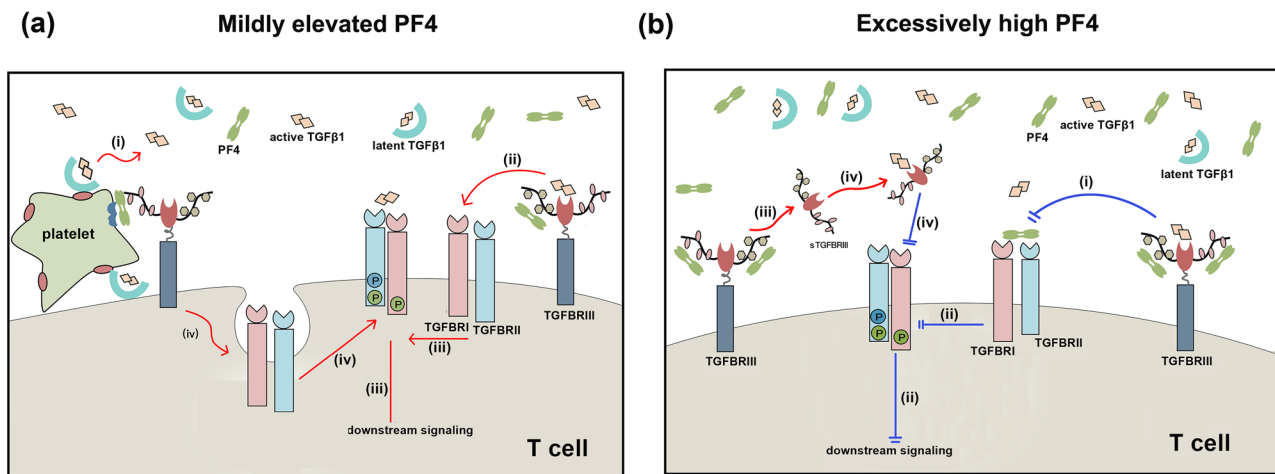 (a)
Mildly elevated PF4
(i)
PF4
active TGFβ1
latent TGFβ1
(ii)
platelet
P
P
P
TGFBRI
TGFBRII
TGFBRIII
(iv)
(iv)
(iii)
(iii)
downstream signaling
T cell
(b)
Excessively high PF4
PF4
active TGFβ1
latent TGFβ1
(i)
(iv)
(iii)
sTGFBRIII
(iv)
P
P
P
(ii)
TGFBRIII
TGFBRI
TGFBRII
TGFBRIII
(ii)
downstream signaling
T cell